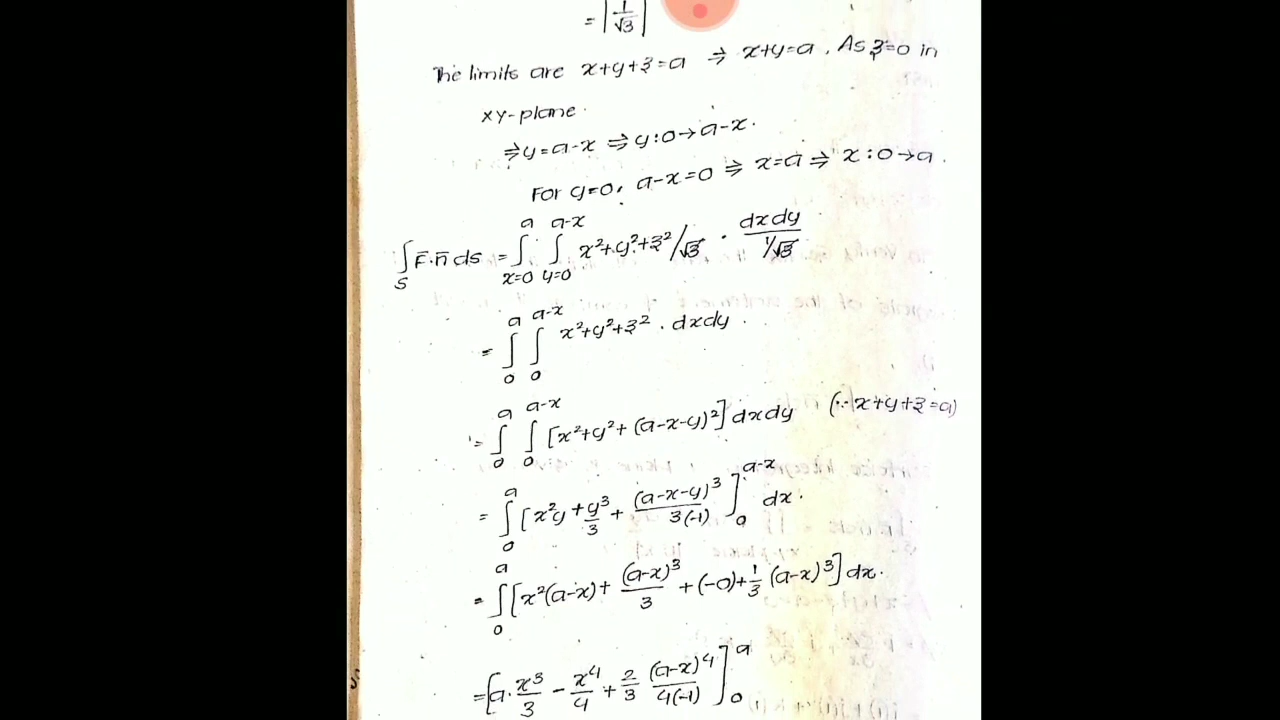 = |1/√3|
The limits are x+y+z=a ⇒ x+y=a. As z=0 in
xy-plane.
⇒y=a-x ⇒y:0→a-x.
For y=0, a-x=0 ⇒ x=a ⇒ x:0→a.
∫_S F̄.n̄ ds = ∫_{x=0}^{a} ∫_{y=0}^{a-x} x²+y²+z²/√3 . dxdy/(1/√3)
= ∫_0^a ∫_0^{a-x} x²+y²+z² . dxdy.
= ∫_0^a ∫_0^{a-x} [x²+y²+(a-x-y)²] dxdy (∵ x+y+z=a)
= ∫_0^a [x²y + y³/3 + (a-x-y)³/3(-1)]_0^{a-x} dx.
= ∫_0^a [x²(a-x) + (a-x)³/3 + (-0) + 1/3 (a-x)³] dx.
= [a. x³/3 - x⁴/4 + 2/3 (a-x)⁴/4(-1)]_0^a